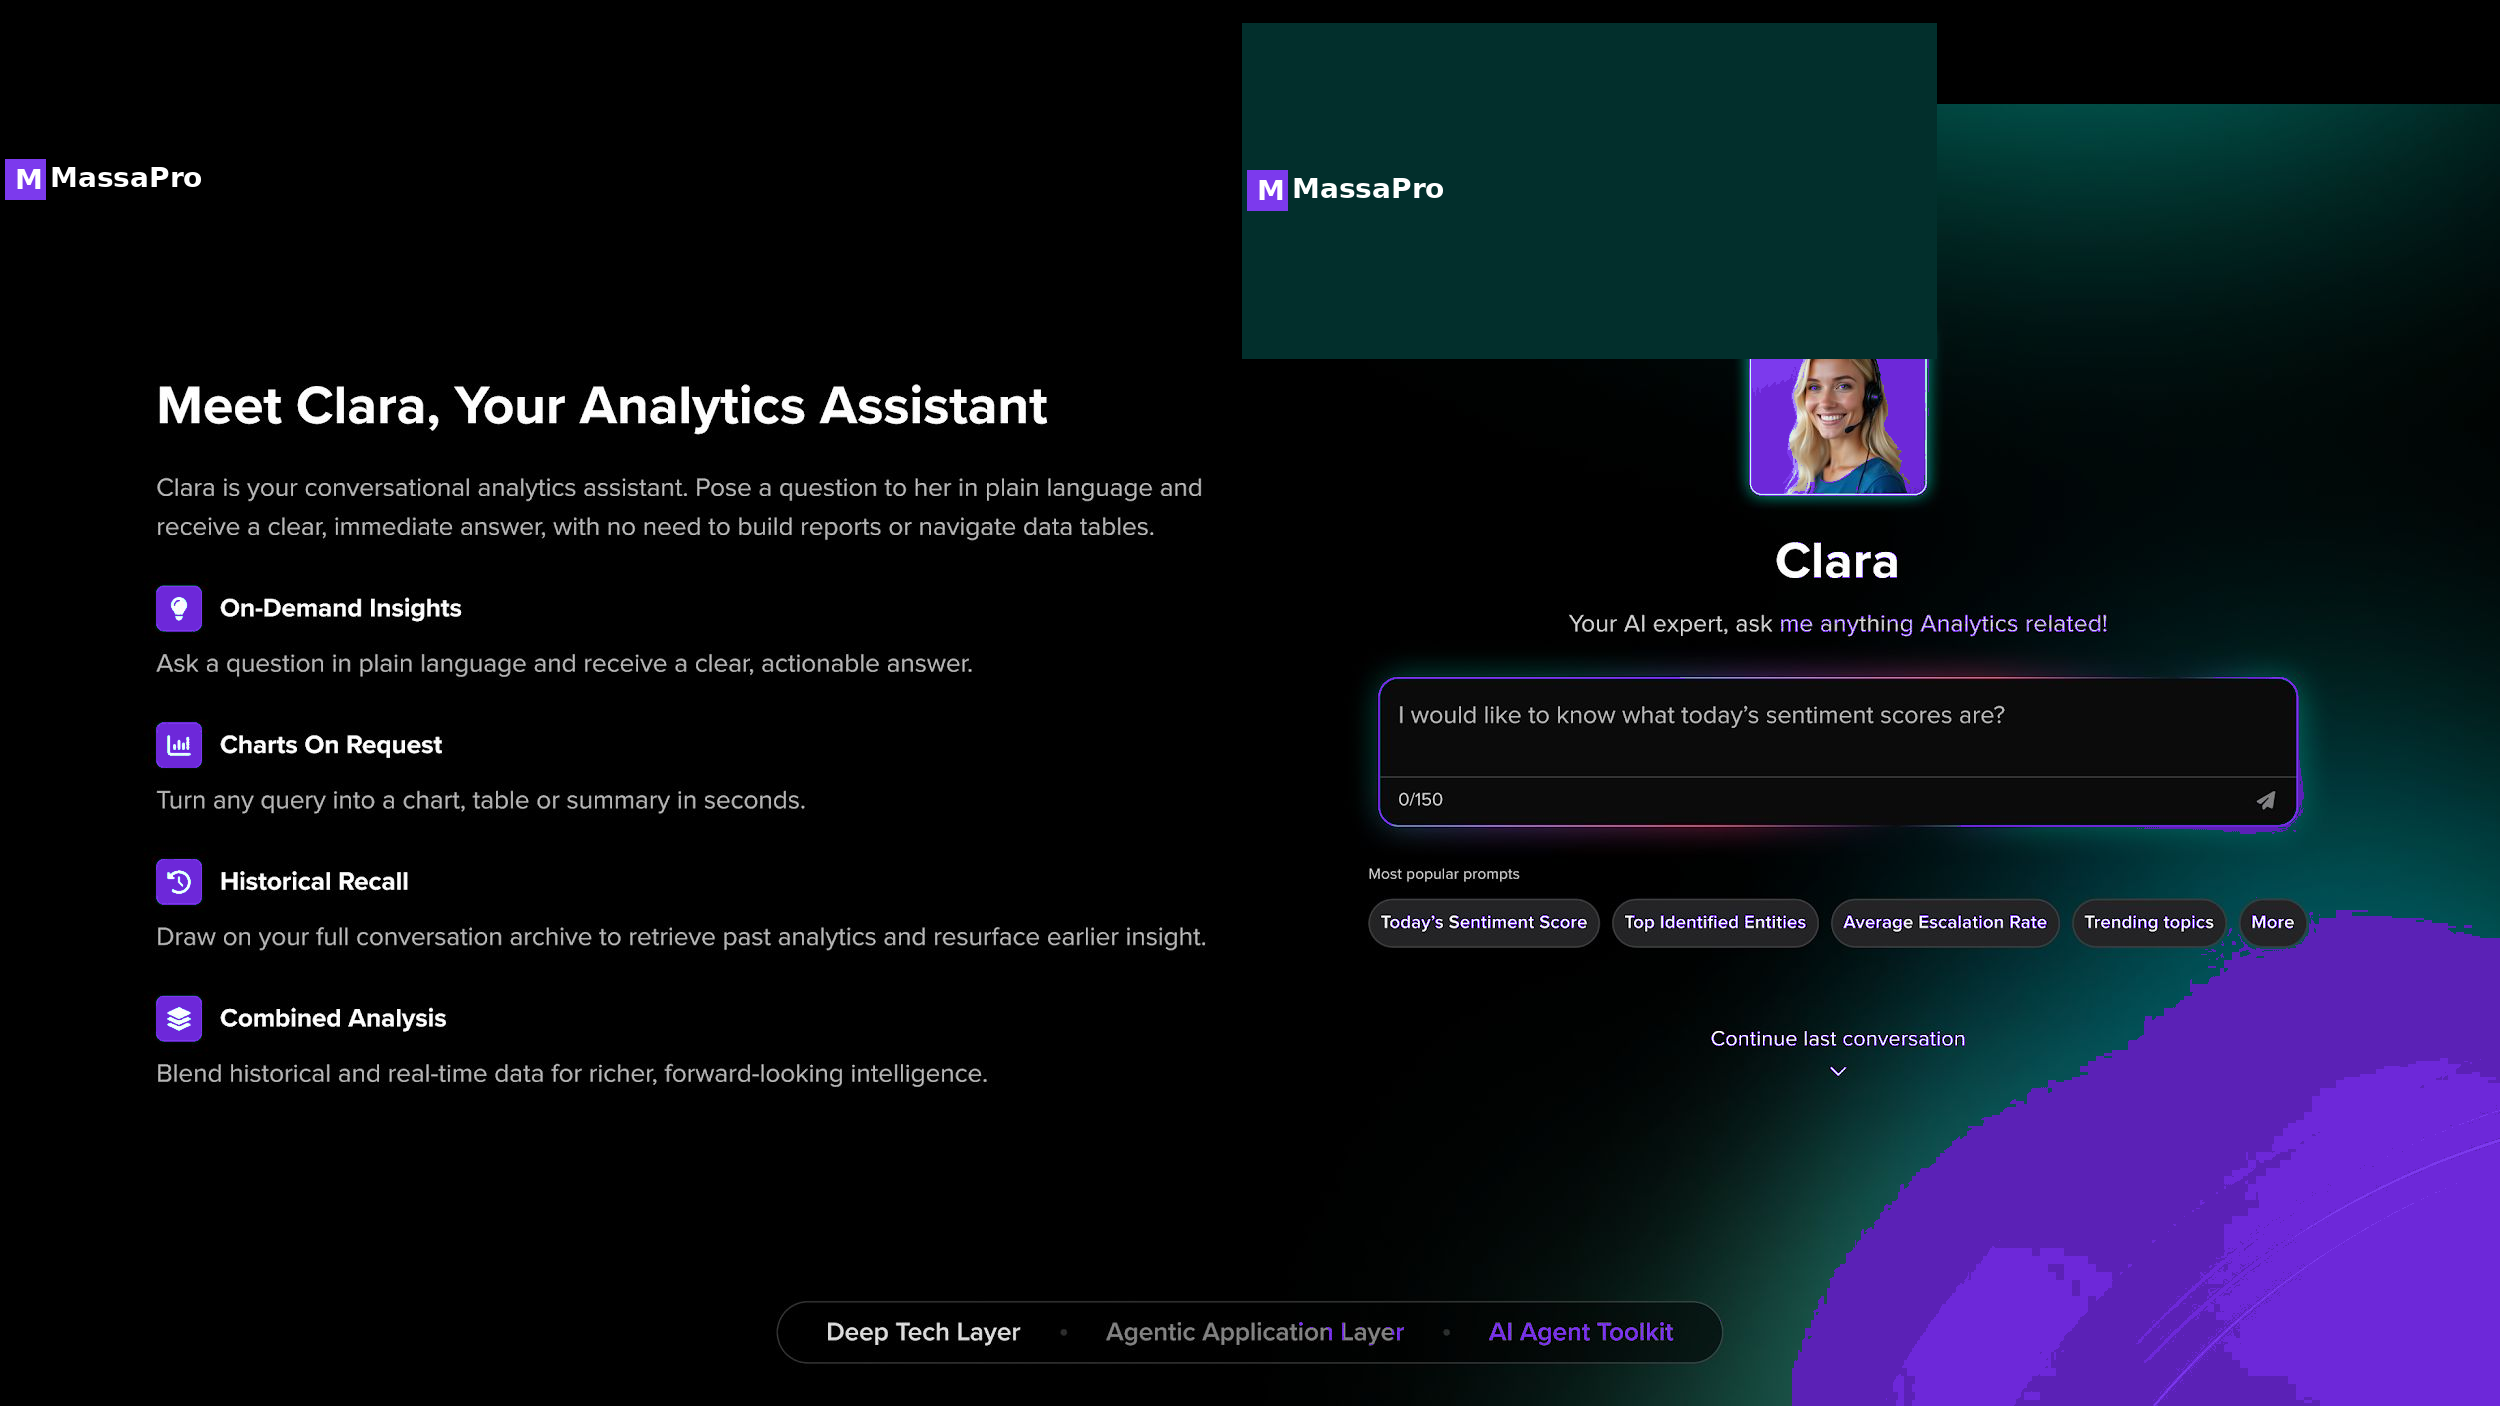 M MassaPro
M MassaPro
Meet Clara, Your Analytics Assistant
Clara is your conversational analytics assistant. Pose a question to her in plain language and
receive a clear, immediate answer, with no need to build reports or navigate data tables.
On-Demand Insights
Ask a question in plain language and receive a clear, actionable answer.
Charts On Request
Turn any query into a chart, table or summary in seconds.
Historical Recall
Draw on your full conversation archive to retrieve past analytics and resurface earlier insight.
Combined Analysis
Blend historical and real-time data for richer, forward-looking intelligence.
Clara
Your AI expert, ask me anything Analytics related!
I would like to know what today’s sentiment scores are?
0/150
Most popular prompts
Today’s Sentiment Score Top Identified Entities Average Escalation Rate Trending topics More
Continue last conversation
Deep Tech Layer • Agentic Application Layer • AI Agent Toolkit